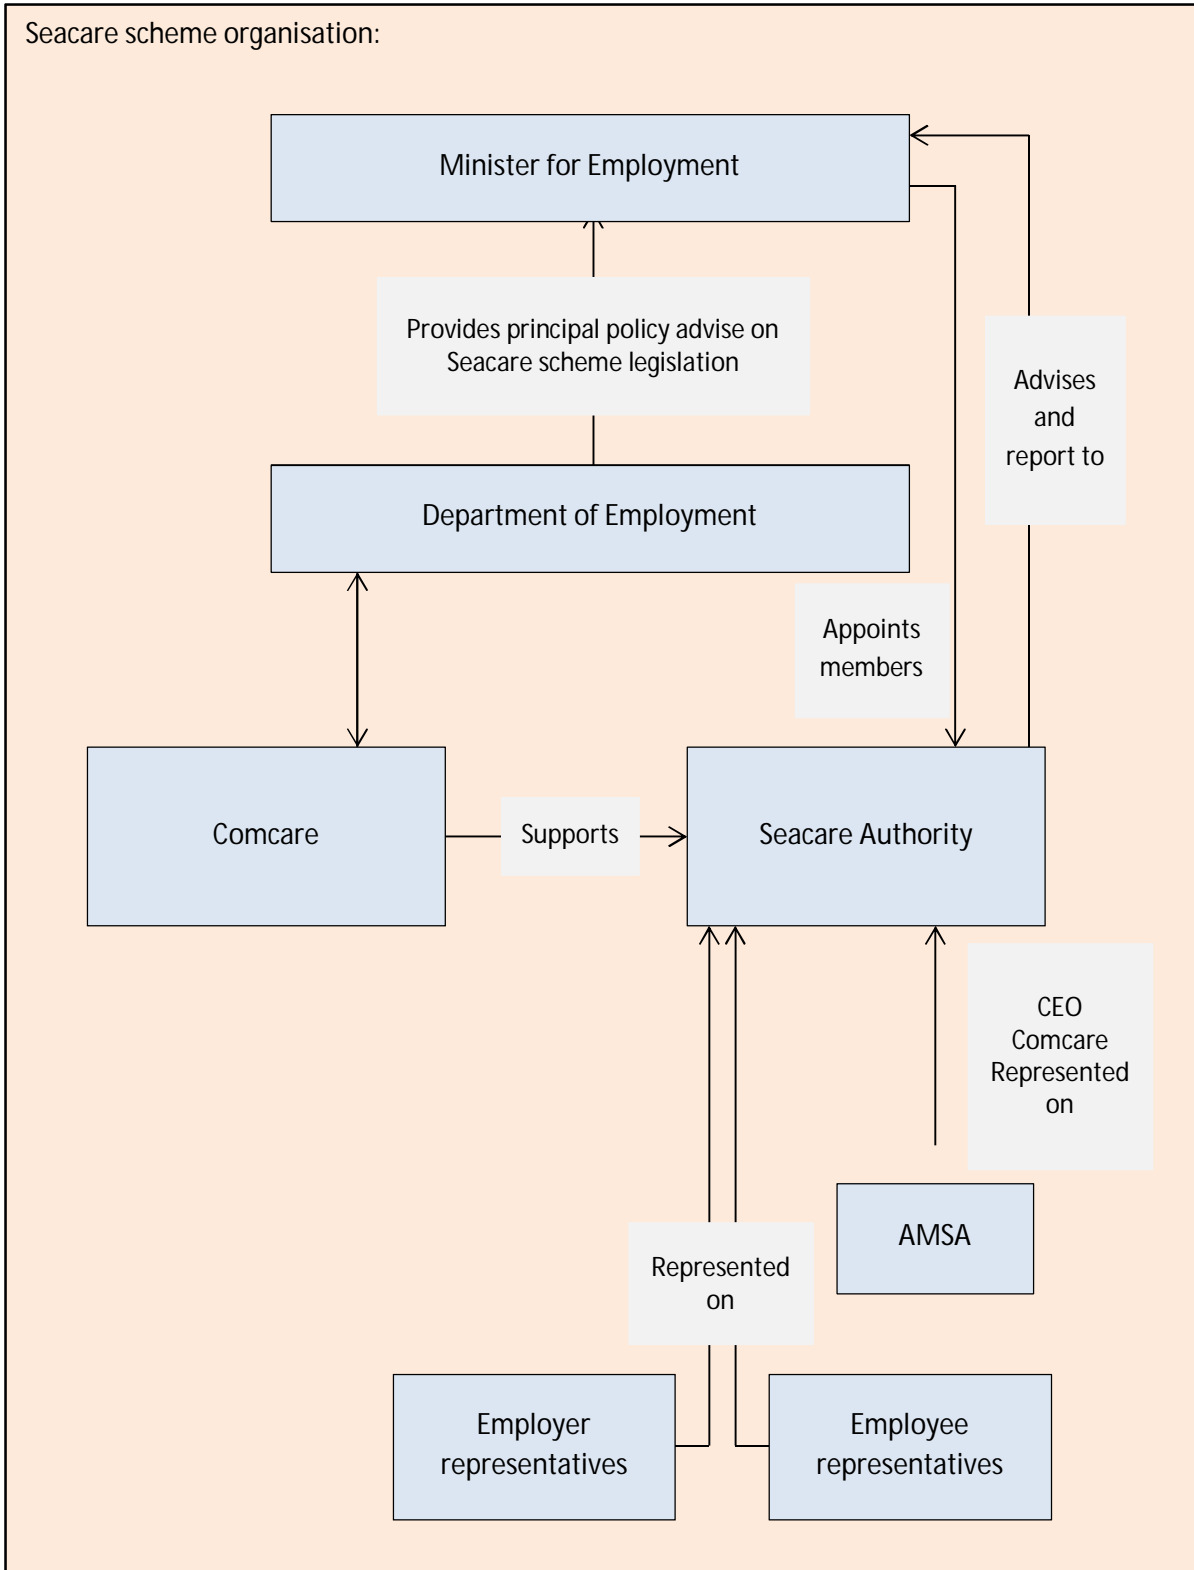 Seacare scheme organisation:
Minister for Employment
Provides principal policy advise on
Seacare scheme legislation
Advises
and
report to
Department of Employment
Appoints
members
Comcare
Supports
Seacare Authority
CEO
Comcare
Represented
on
AMSA
Represented
on
Employer
representatives
Employee
representatives